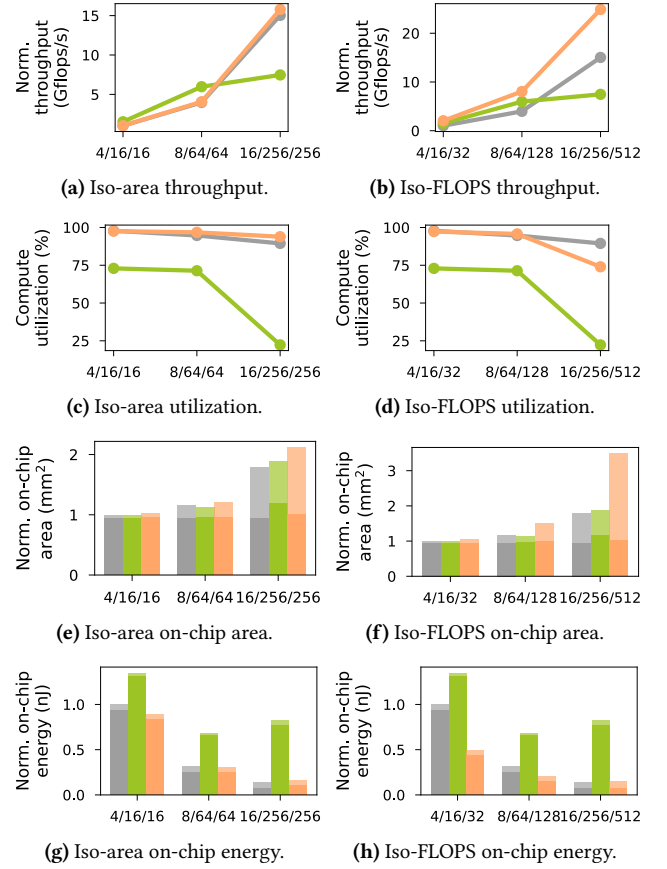 Norm.
throughput
(Gflops/s)
15
10
5
4/16/16 8/64/64 16/256/256
(a) Iso-area throughput.
Norm.
throughput
(Gflops/s)
20
10
0
4/16/32 8/64/128 16/256/512
(b) Iso-FLOPS throughput.
Compute
utilization (%)
100
75
50
25
4/16/16 8/64/64 16/256/256
(c) Iso-area utilization.
Compute
utilization (%)
100
75
50
25
4/16/32 8/64/128 16/256/512
(d) Iso-FLOPS utilization.
Norm. on-chip
area (mm²)
2
1
0
4/16/16 8/64/64 16/256/256
(e) Iso-area on-chip area.
Norm. on-chip
area (mm²)
3
2
1
0
4/16/32 8/64/128 16/256/512
(f) Iso-FLOPS on-chip area.
Norm. on-chip
energy (nJ)
1.0
0.5
0.0
4/16/16 8/64/64 16/256/256
(g) Iso-area on-chip energy.
Norm. on-chip
energy (nJ)
1.0
0.5
0.0
4/16/32 8/64/128 16/256/512
(h) Iso-FLOPS on-chip energy.